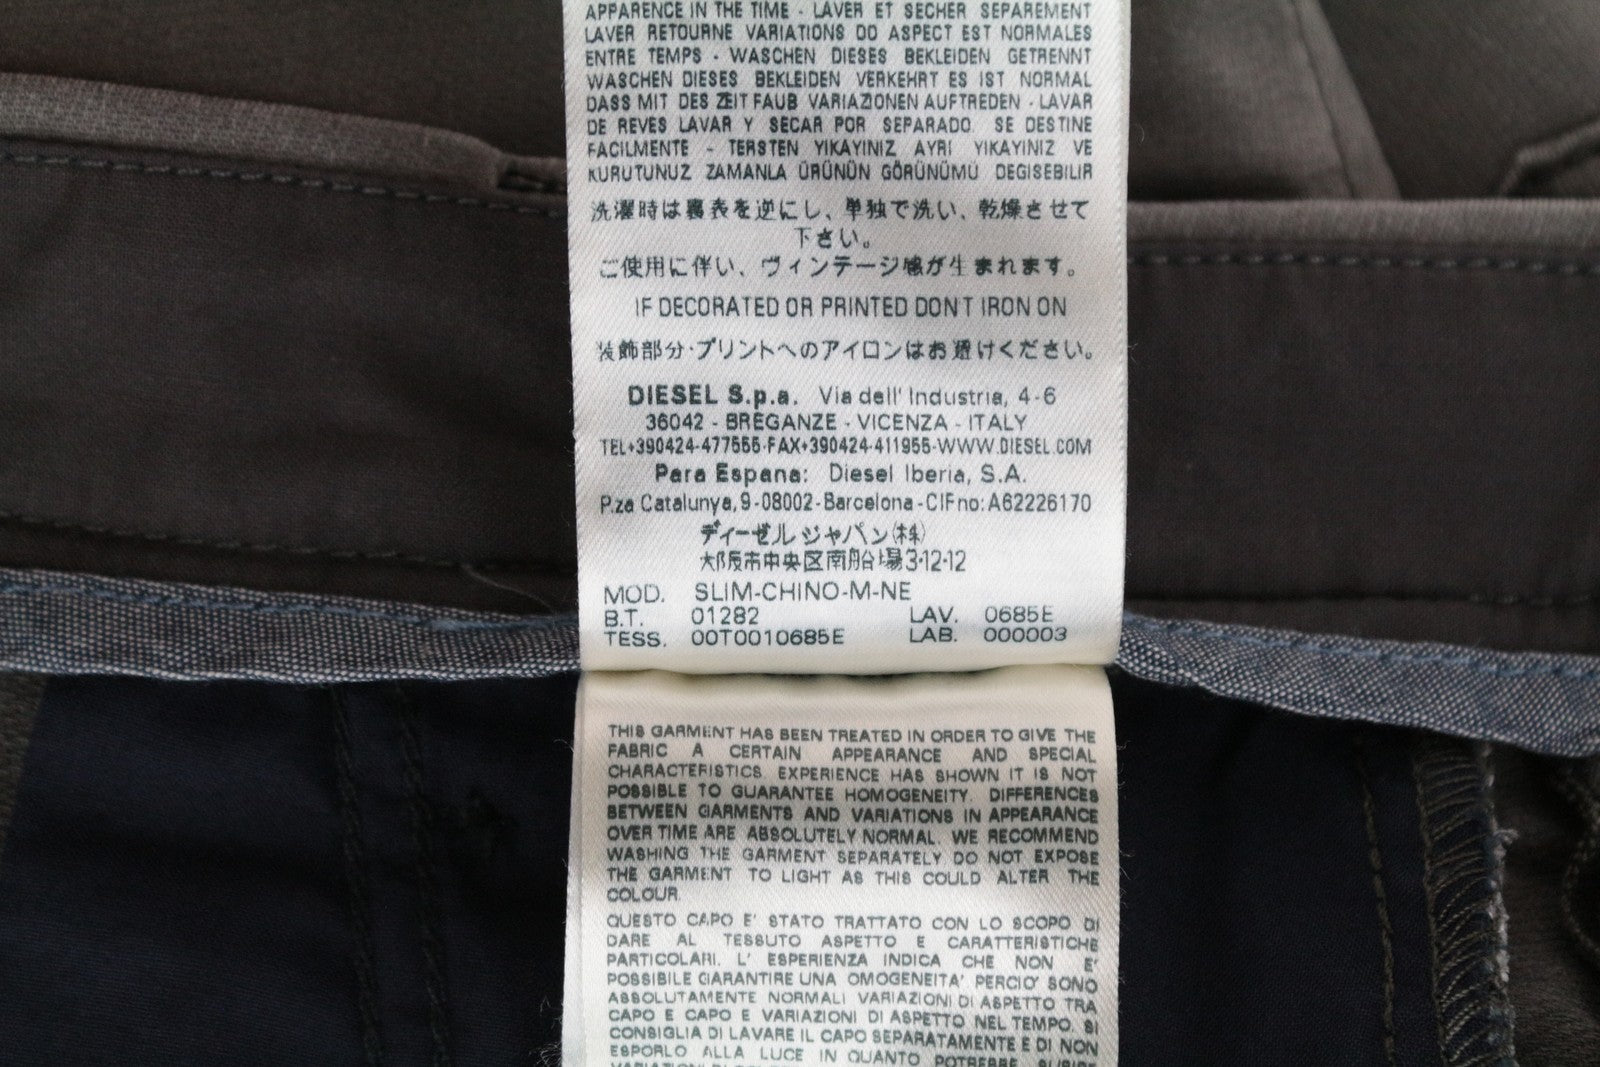 APPARENCE IN THE TIME - LAVER ET SECHER SEPAREMENT
LAVER RETOURNE VARIATIONS DD ASPECT EST NORMALES
ENTRE TEMPS - WASCHEN DIESES BEKLEIDEN GETRENNT
WASCHEN DIESES BEKLEIDEN VERKEHRT ES IST NORMAL
DASS MIT DES ZEIT FAUB VARIAZIONEN AUFTREDEN - LAVAR
DE REVES LAVAR Y SECAR POR SEPARADO. SE DESTINE
FACILMENTE - TERSTEN YIKAYINIZ AYRI YIKAYINIZ VE
KURUTUNUZ ZAMANLA ÜRÜNÜN GÖRÜNÜMÜ DEGISEBILIR
洗濯時は裏表を逆にし、単独で洗い、乾燥させて
下さい。
ご使用に伴い、ヴィンテージ感が生まれます。
IF DECORATED OR PRINTED DON'T IRON ON
装飾部分・プリントへのアイロンはお避けください。
DIESEL S.p.a. Via dell' Industria, 4-6
36042 - BREGANZE - VICENZA - ITALY
TEL+390424-477555-FAX+390424-411955-WWW.DIESEL.COM
Para Espana: Diesel Iberia, S.A.
P.za Catalunya, 9 - 08002 - Barcelona - CIF no: A62226170
ディーゼルジャパン(株)
大阪市中央区南船場3-12-12
MOD. SLIM-CHINO-M-NE
B.T. 01282 LAV. 0685E
TESS. 00T0010685E LAB. 000003
THIS GARMENT HAS BEEN TREATED IN ORDER TO GIVE THE
FABRIC A CERTAIN APPEARANCE AND SPECIAL
CHARACTERISTICS. EXPERIENCE HAS SHOWN IT IS NOT
POSSIBLE TO GUARANTEE HOMOGENEITY. DIFFERENCES
BETWEEN GARMENTS AND VARIATIONS IN APPEARANCE
OVER TIME ARE ABSOLUTELY NORMAL. WE RECOMMEND
WASHING THE GARMENT SEPARATELY DO NOT EXPOSE
THE GARMENT TO LIGHT AS THIS COULD ALTER THE
COLOUR.
QUESTO CAPO E' STATO TRATTATO CON LO SCOPO DI
DARE AL TESSUTO ASPETTO E CARATTERISTICHE
PARTICOLARI. L' ESPERIENZA INDICA CHE NON E'
POSSIBILE GARANTIRE UNA OMOGENEITA' PERCIO' SONO
ASSOLUTAMENTE NORMALI VARIAZIONI DI ASPETTO TRA
CAPO E CAPO E VARIAZIONI DI ASPETTO NEL TEMPO. SI
CONSIGLIA DI LAVARE IL CAPO SEPARATAMENTE E DI NON
ESPORLO ALLA LUCE IN QUANTO POTREBBE SUBIRE